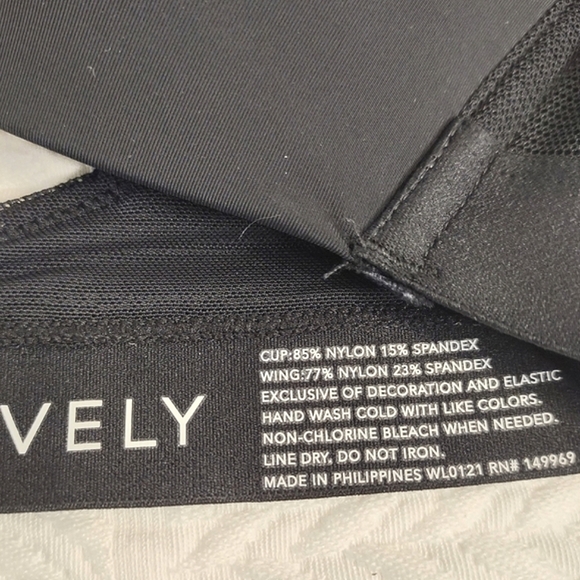 VELY
CUP:85% NYLON 15% SPANDEX
WING:77% NYLON 23% SPANDEX
EXCLUSIVE OF DECORATION AND ELASTIC
HAND WASH COLD WITH LIKE COLORS.
NON-CHLORINE BLEACH WHEN NEEDED.
LINE DRY. DO NOT IRON.
MADE IN PHILIPPINES WL0121 RN# 149969